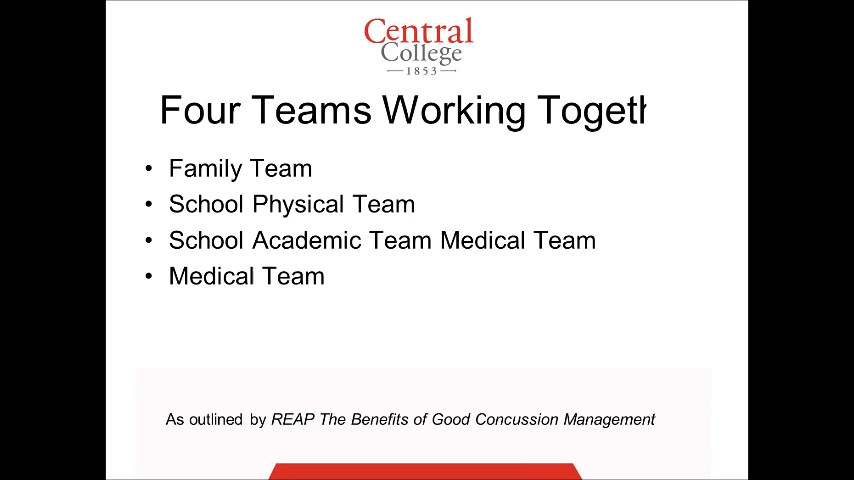 Central
College
1853
Four Teams Working Togeth
• Family Team
• School Physical Team
• School Academic Team Medical Team
• Medical Team
As outlined by REAP The Benefits of Good Concussion Management